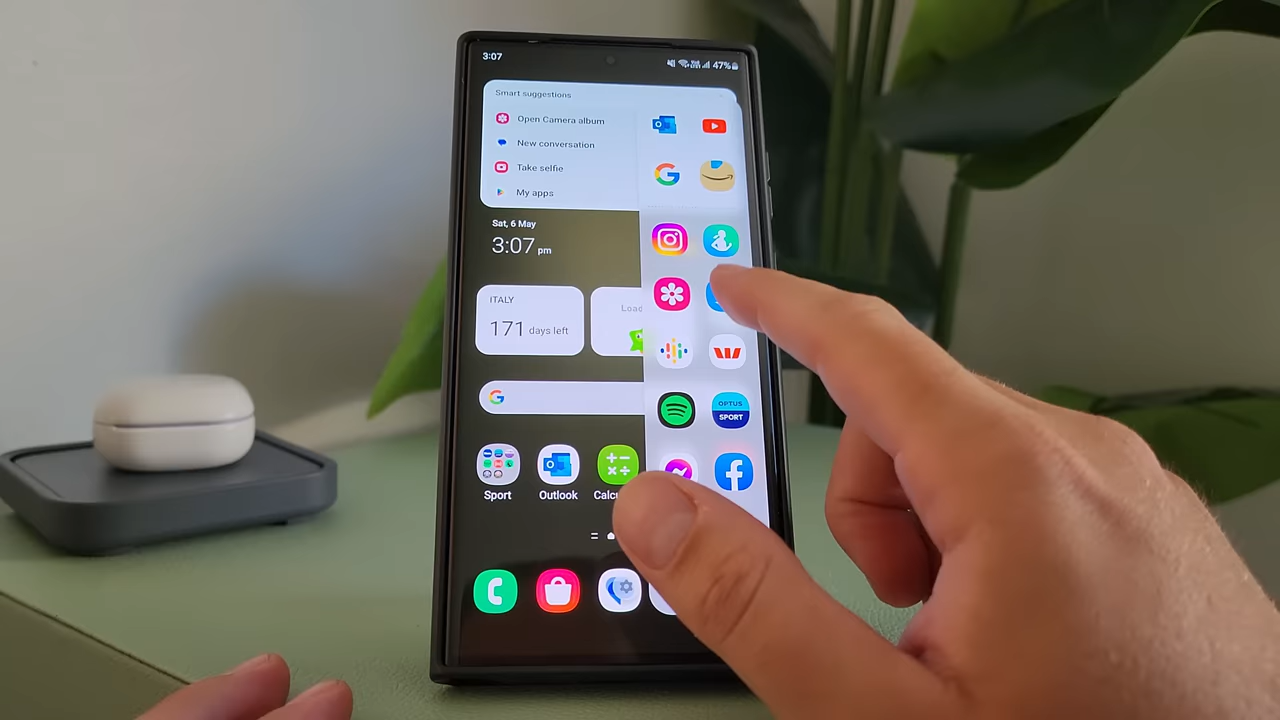 3:07
47%
Smart suggestions
Open Camera album
New conversation
Take selfie
My apps
Sat, 6 May
3:07 pm
ITALY
171 days left
OPTUS
SPORT
Sport
Outlook